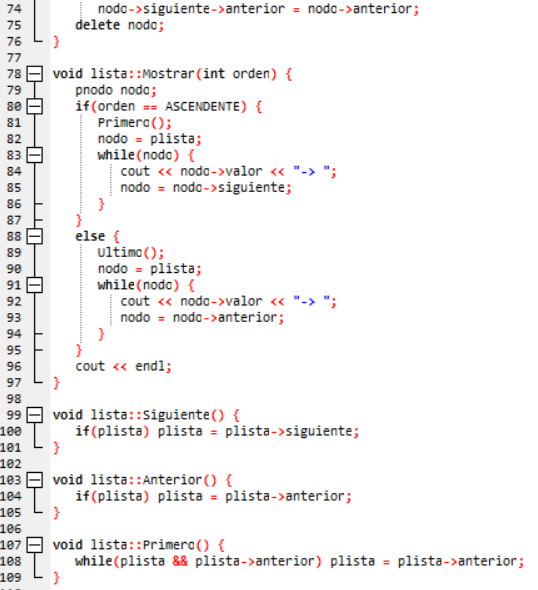 74 nodo->siguiente->anterior = nodo->anterior;
75 delete nodo;
76 }
77
78 void lista::Mostrar(int orden) {
79 pnodo nodo;
80 if(orden == ASCENDENTE) {
81 Primero();
82 nodo = plista;
83 while(nodo) {
84 cout << nodo->valor << "-> ";
85 nodo = nodo->siguiente;
86 }
87 }
88 else {
89 Ultimo();
90 nodo = plista;
91 while(nodo) {
92 cout << nodo->valor << "-> ";
93 nodo = nodo->anterior;
94 }
95 }
96 cout << endl;
97 }
98
99 void lista::Siguiente() {
100 if(plista) plista = plista->siguiente;
101 }
102
103 void lista::Anterior() {
104 if(plista) plista = plista->anterior;
105 }
106
107 void lista::Primero() {
108 while(plista && plista->anterior) plista = plista->anterior;
109 }